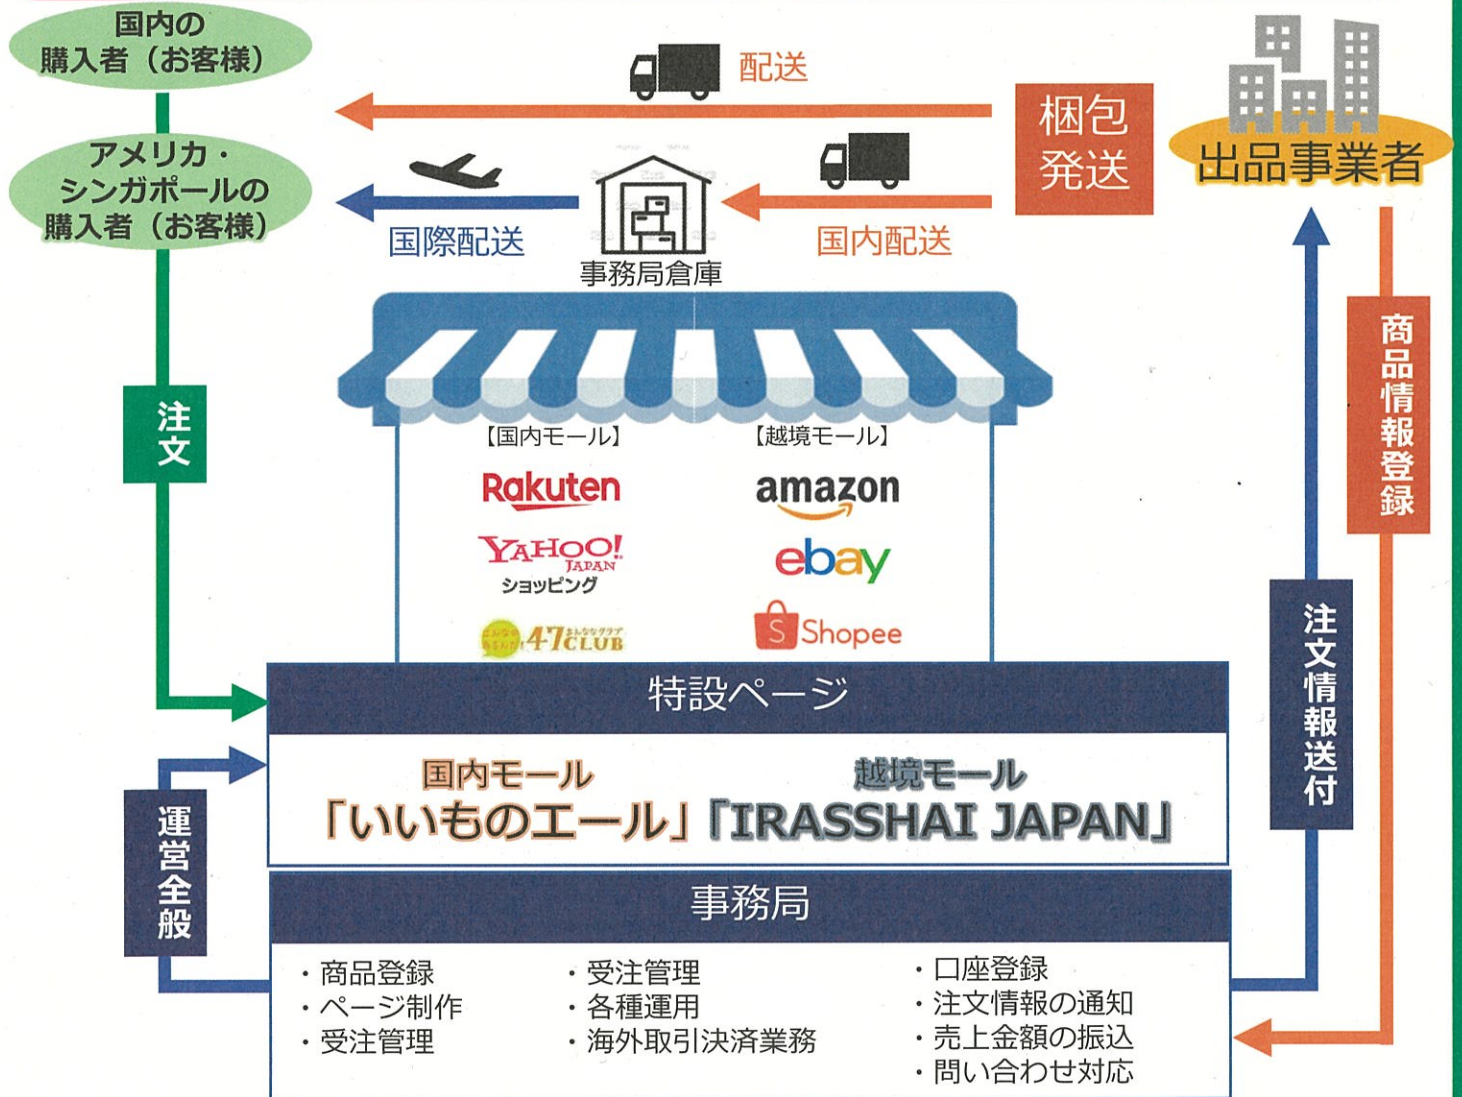 国内の
購入者（お客様）
アメリカ・
シンガポールの
購入者（お客様）
配送
国際配送
事務局倉庫
国内配送
梱包
発送
出品事業者
注文
商品情報登録
注文情報送付
運営全般
【国内モール】
Rakuten
YAHOO!
JAPAN
ショッピング
47CLUB
【越境モール】
amazon
ebay
S Shopee
特設ページ
国内モール
「いいものエール」
越境モール
「IRASSHAI JAPAN」
事務局
・商品登録
・ページ制作
・受注管理
・受注管理
・各種運用
・海外取引決済業務
・口座登録
・注文情報の通知
・売上金額の振込
・問い合わせ対応